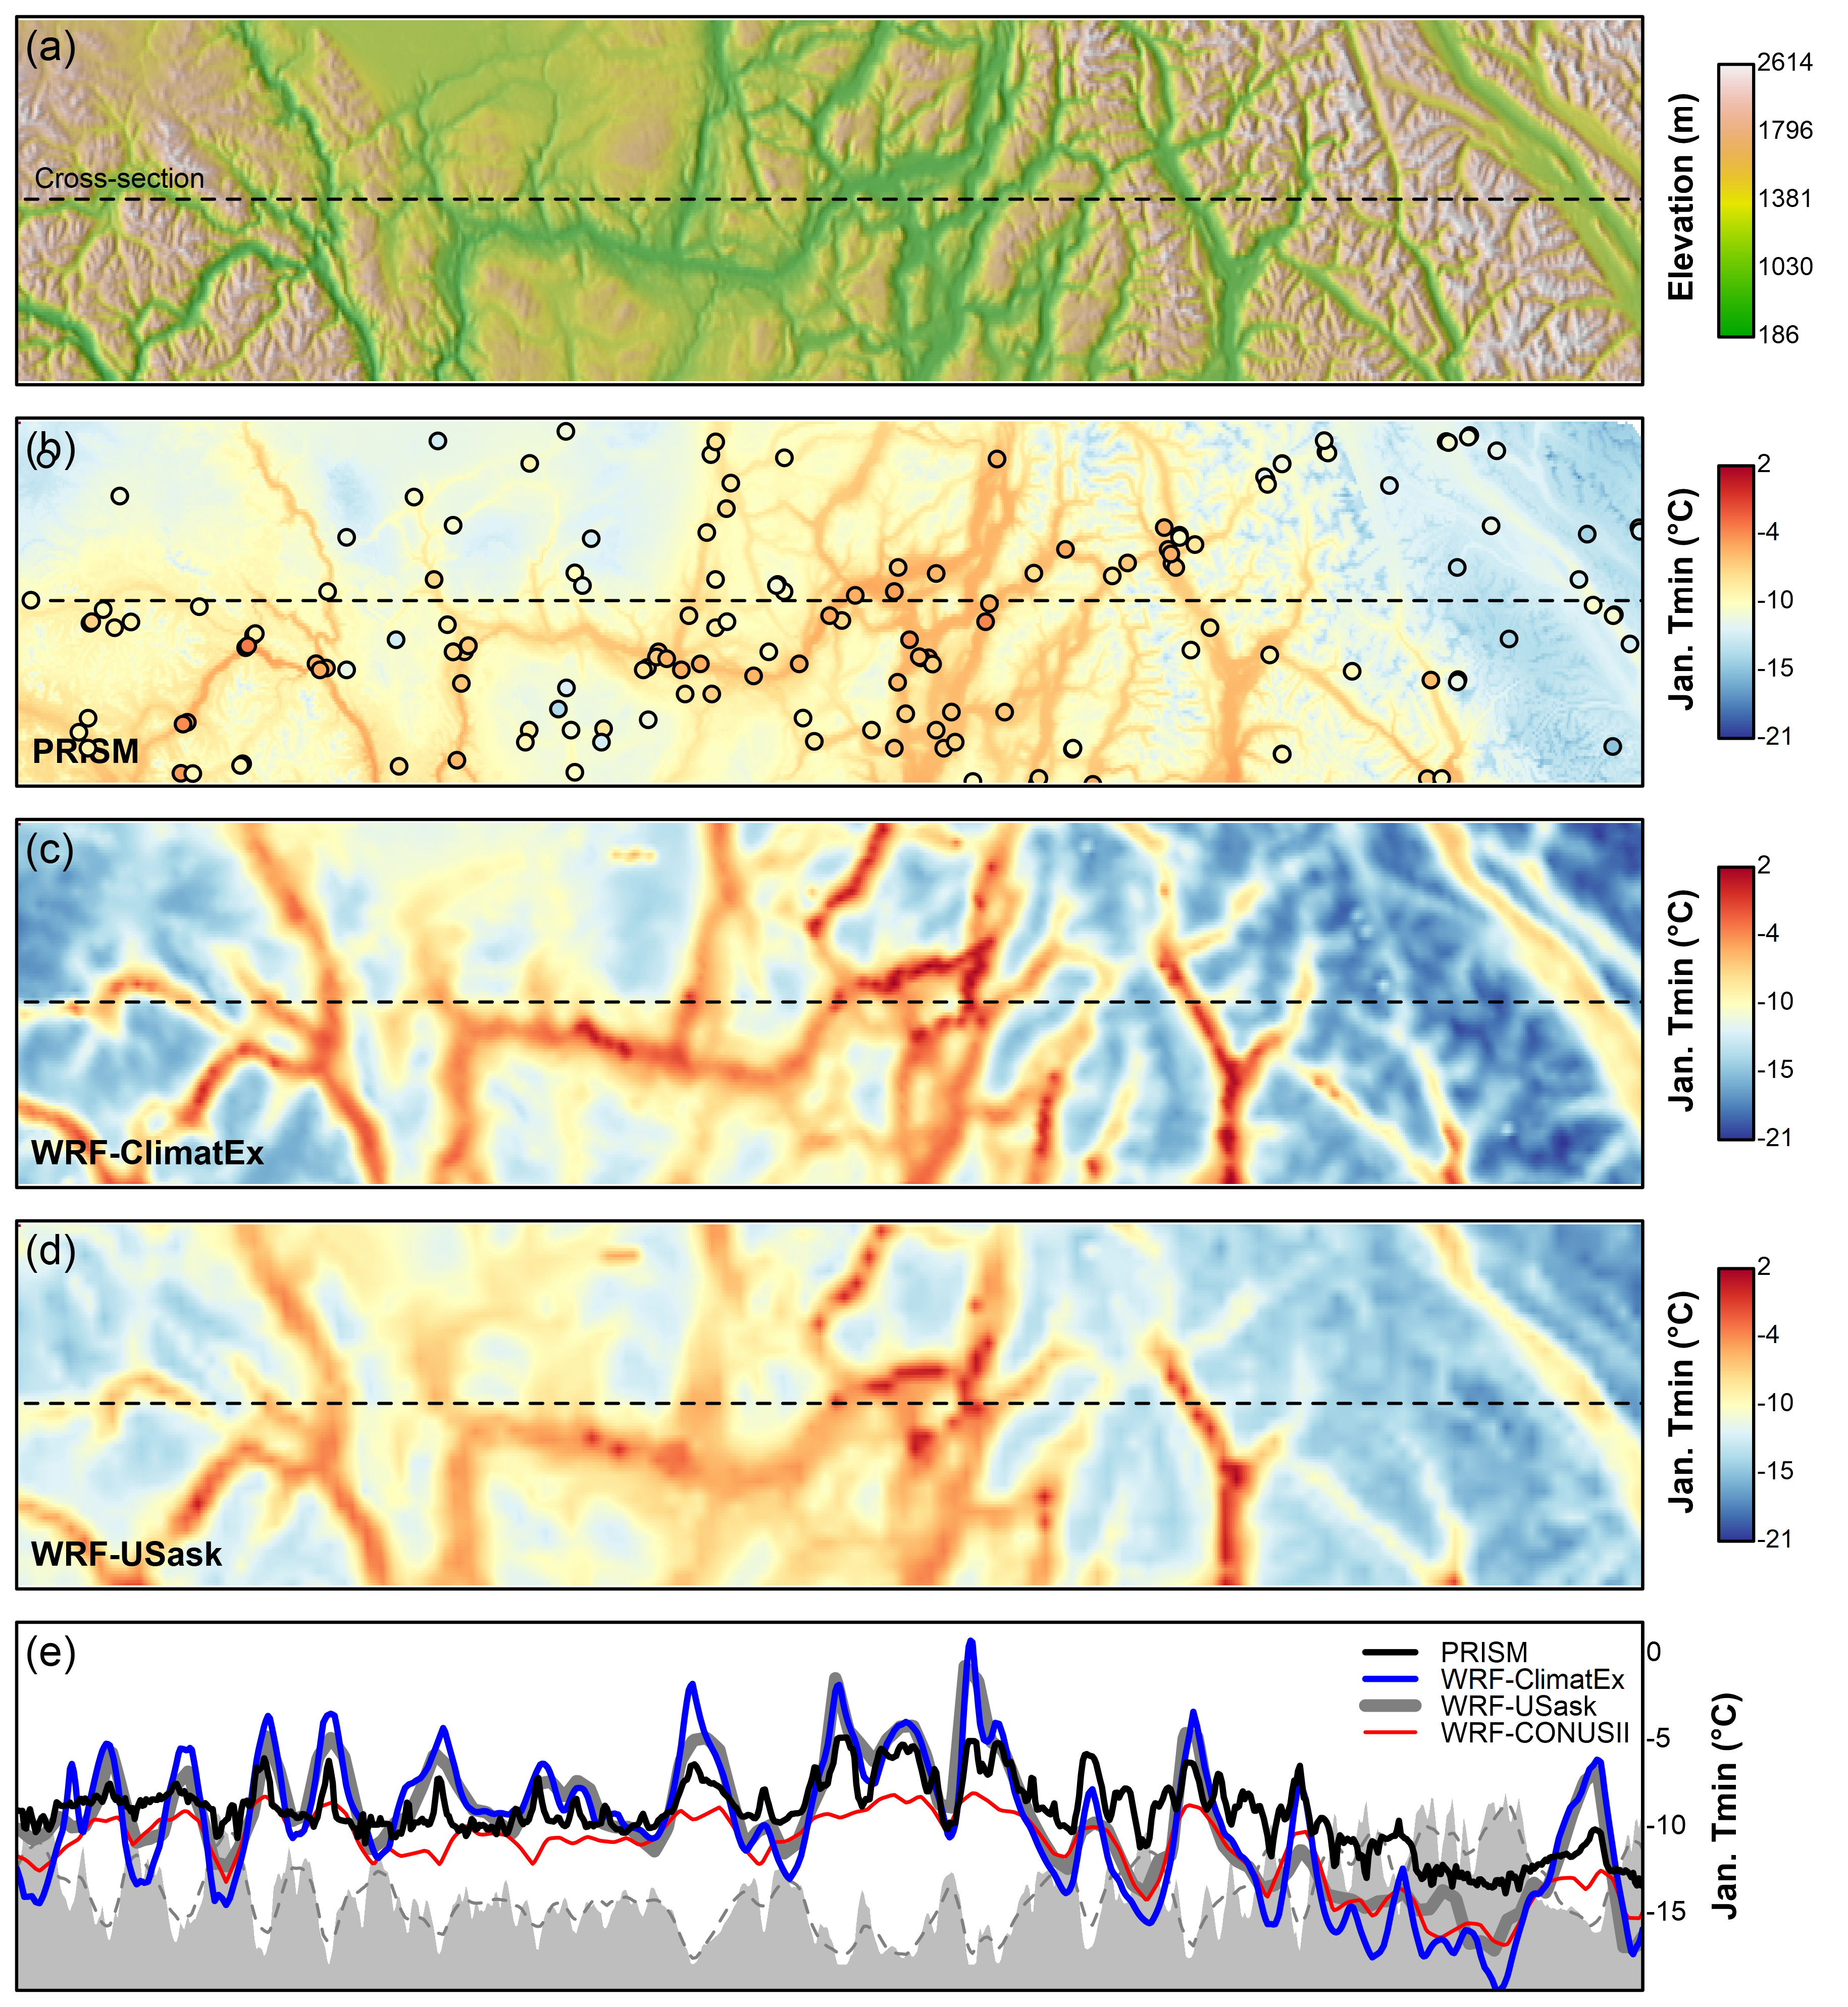 (a)
Cross-section
2614
1796
1381
1030
186
Elevation (m)
(b)
PRISM
2
-4
-10
-15
-21
Jan. Tmin (°C)
(c)
WRF-ClimatEx
2
-4
-10
-15
-21
Jan. Tmin (°C)
(d)
WRF-USask
2
-4
-10
-15
-21
Jan. Tmin (°C)
(e)
PRISM
WRF-ClimatEx
WRF-USask
WRF-CONUSII
0
-5
-10
-15
Jan. Tmin (°C)